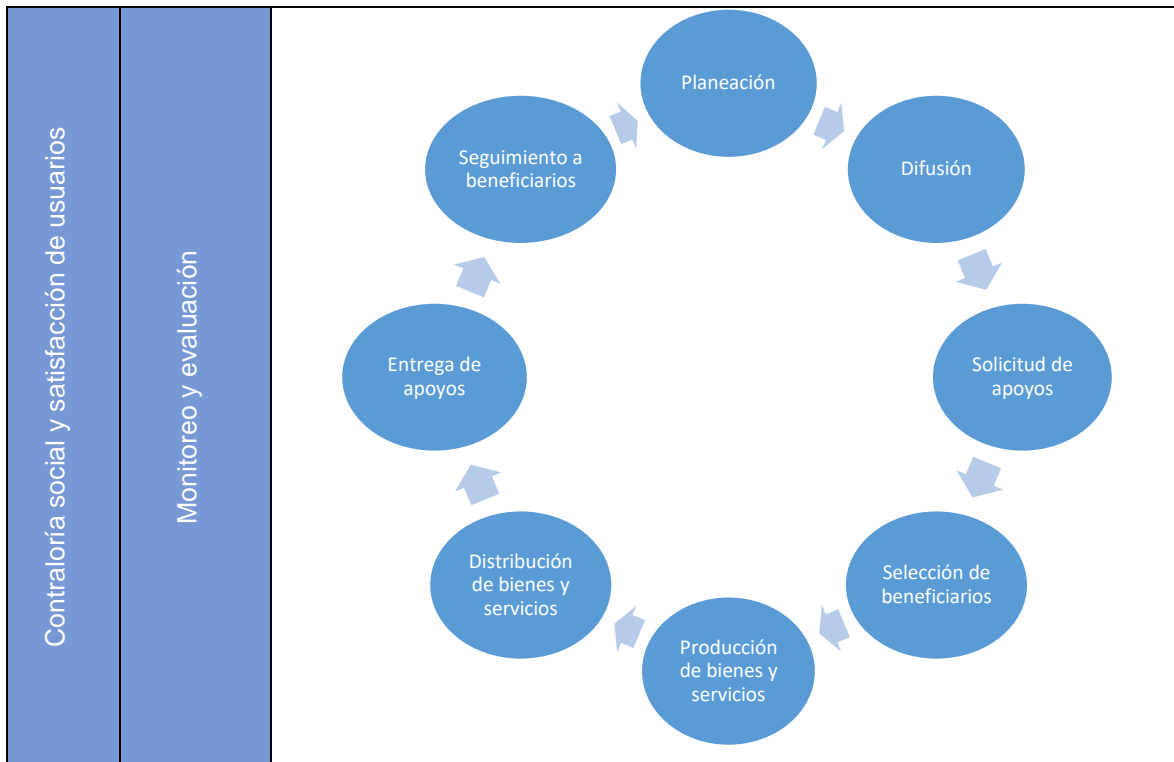 Contraloría social y satisfacción de usuarios
Monitoreo y evaluación
Planeación
Difusión
Solicitud de
apoyos
Selección de
beneficiarios
Producción
de bienes y
servicios
Distribución
de bienes y
servicios
Entrega de
apoyos
Seguimiento a
beneficiarios